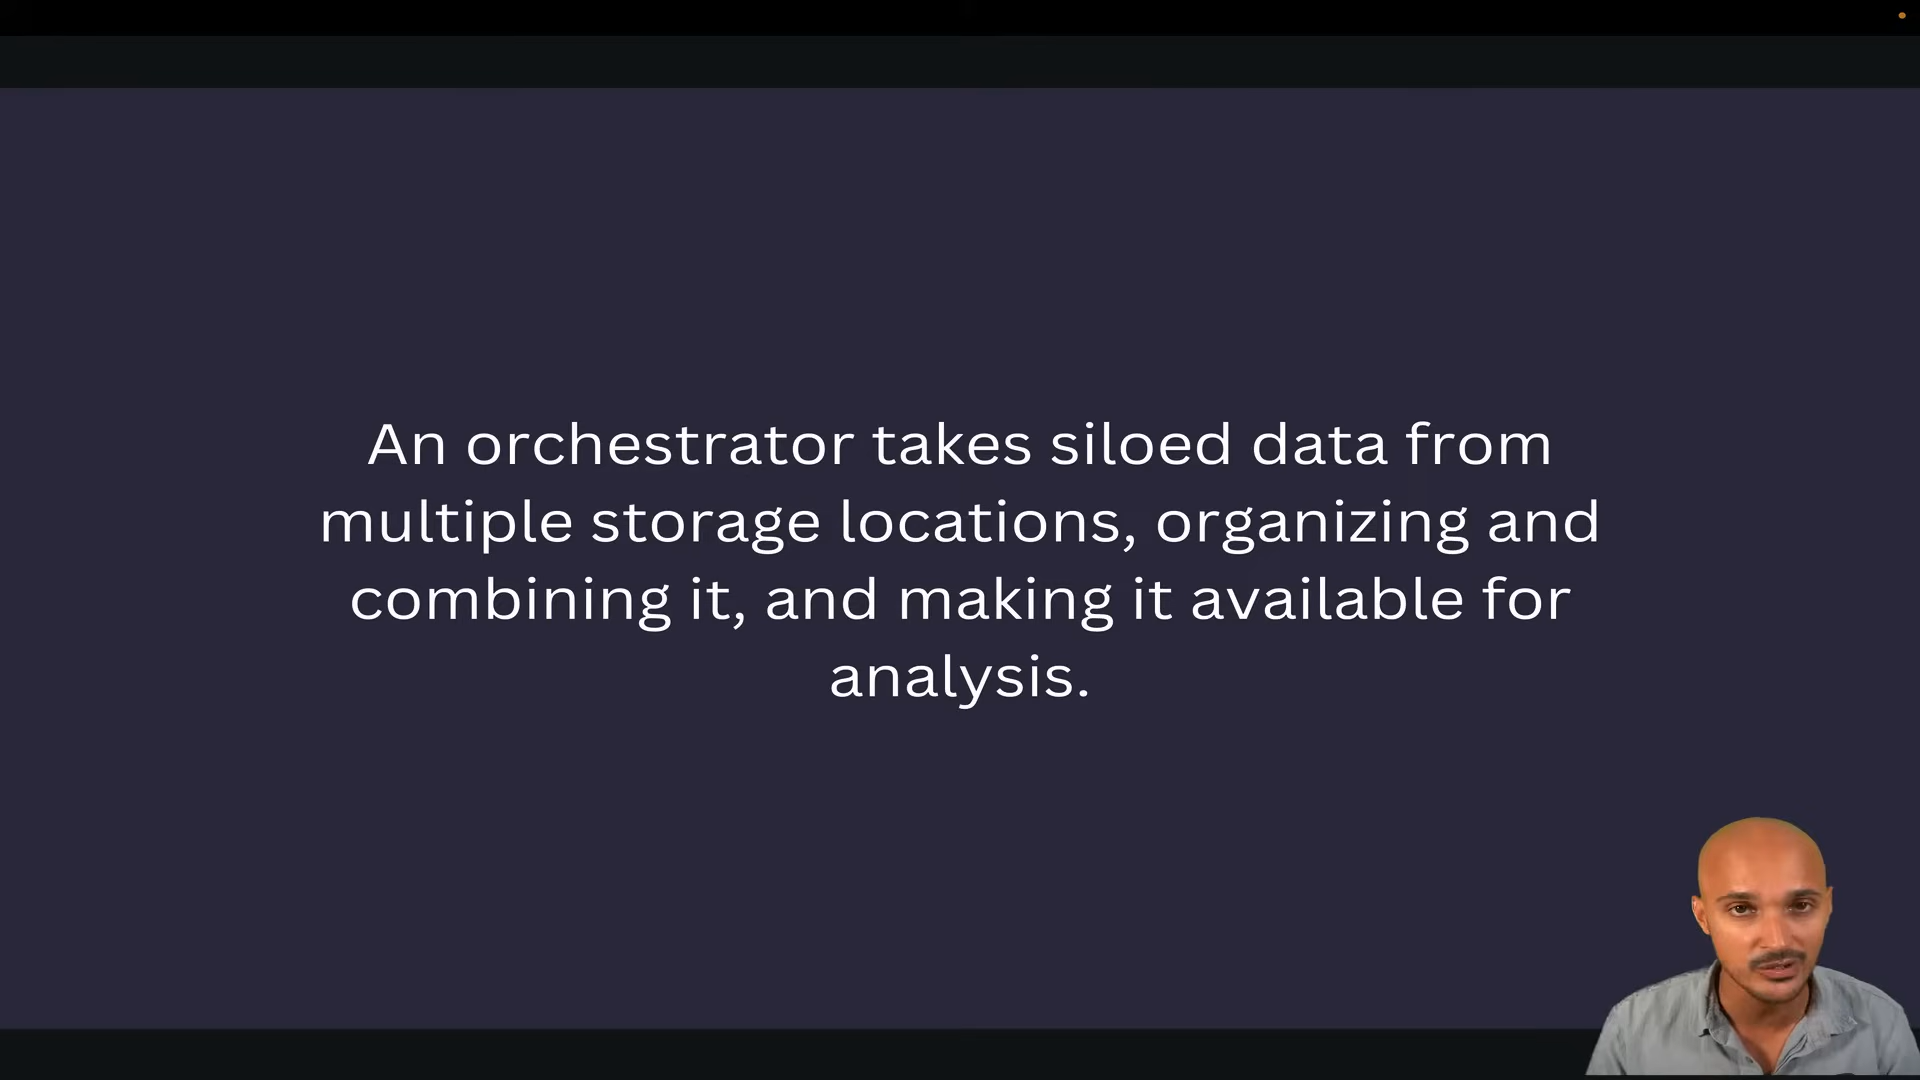 An orchestrator takes siloed data from
multiple storage locations, organizing and
combining it, and making it available for
analysis.